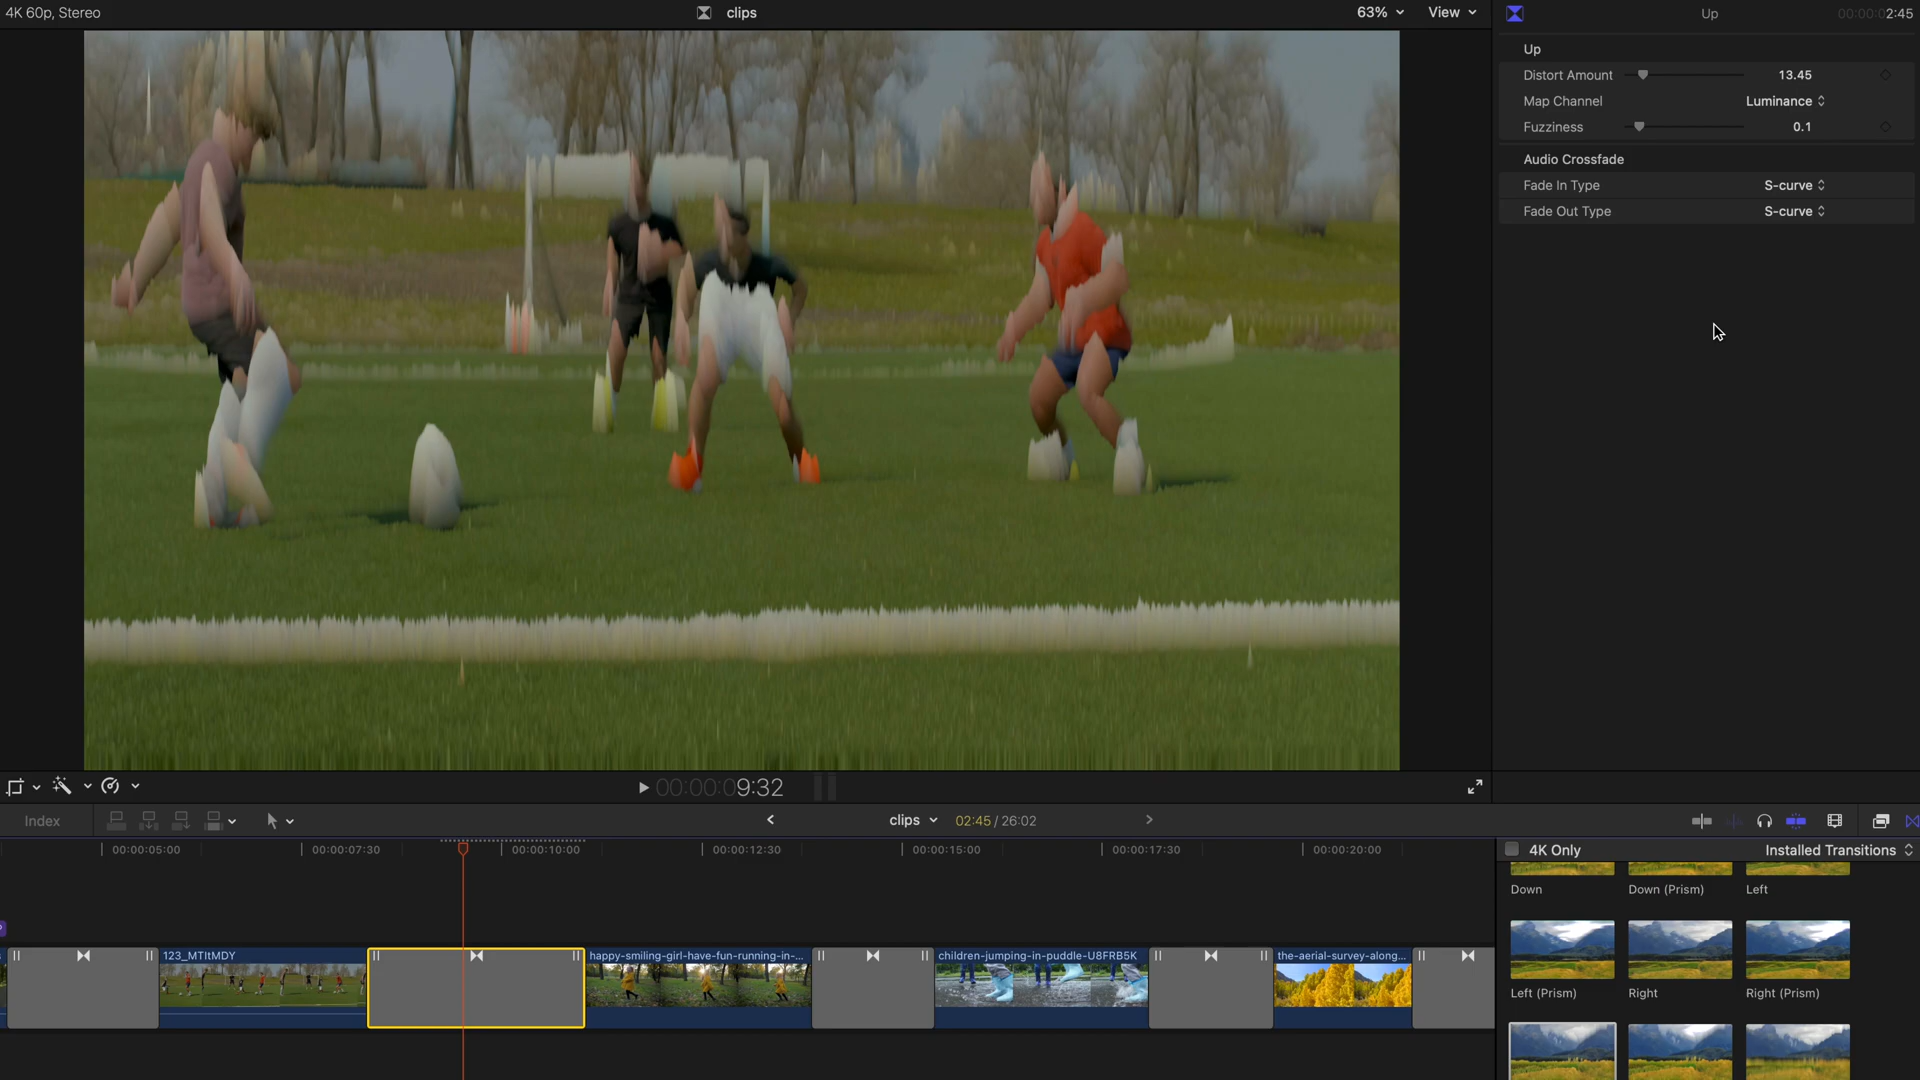 4K 60p, Stereo
clips
63%
View
Up
00:00:02:45
Up
Distort Amount
13.45
Map Channel
Luminance
Fuzziness
0.1
Audio Crossfade
Fade In Type
S-curve
Fade Out Type
S-curve
00:00:09:32
Index
clips
02:45 / 26:02
00:00:05:00
00:00:07:30
00:00:10:00
00:00:12:30
00:00:15:00
00:00:17:30
00:00:20:00
4K Only
Installed Transitions
Down
Down (Prism)
Left
123_MTItMDY
happy-smiling-girl-have-fun-running-in-...
children-jumping-in-puddle-U8FRB5K
the-aerial-survey-along...
Left (Prism)
Right
Right (Prism)